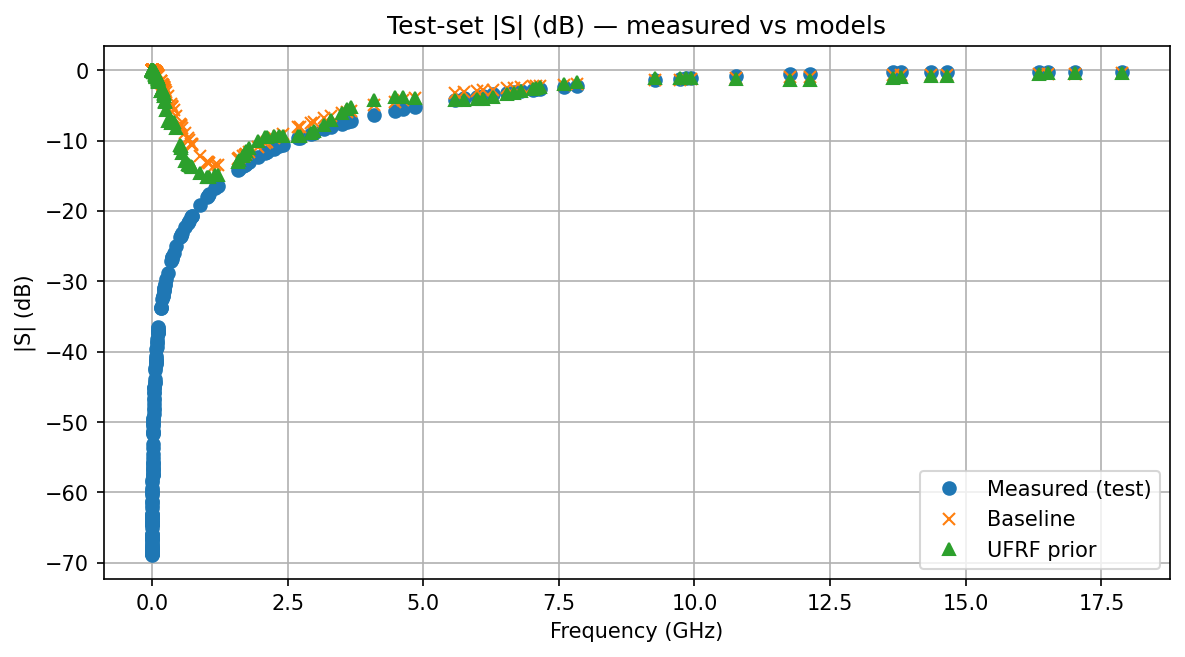 Test-set |S| (dB) — measured vs models
|S| (dB)
0
−10
−20
−30
−40
−50
−60
−70
Measured (test)
Baseline
UFRF prior
0.0 2.5 5.0 7.5 10.0 12.5 15.0 17.5
Frequency (GHz)